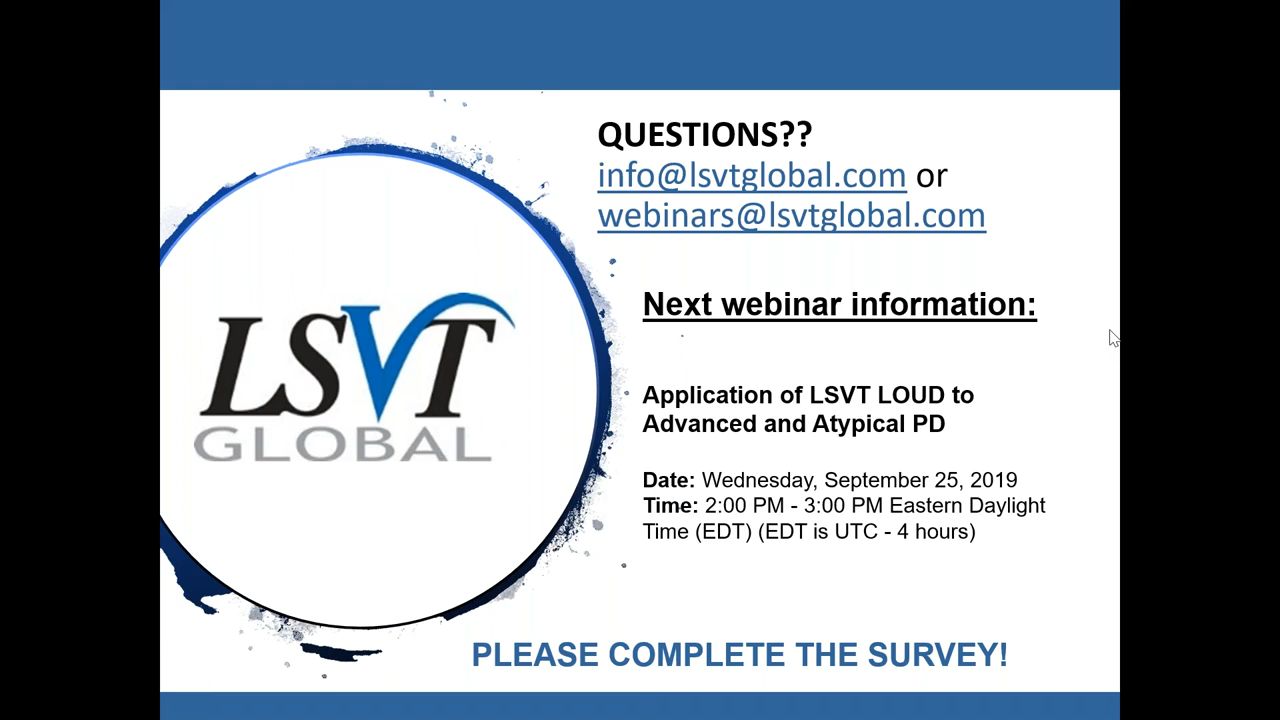 QUESTIONS??
info@lsvtglobal.com or
webinars@lsvtglobal.com
Next webinar information:
LSVT
GLOBAL
Application of LSVT LOUD to
Advanced and Atypical PD
Date: Wednesday, September 25, 2019
Time: 2:00 PM - 3:00 PM Eastern Daylight
Time (EDT) (EDT is UTC - 4 hours)
PLEASE COMPLETE THE SURVEY!